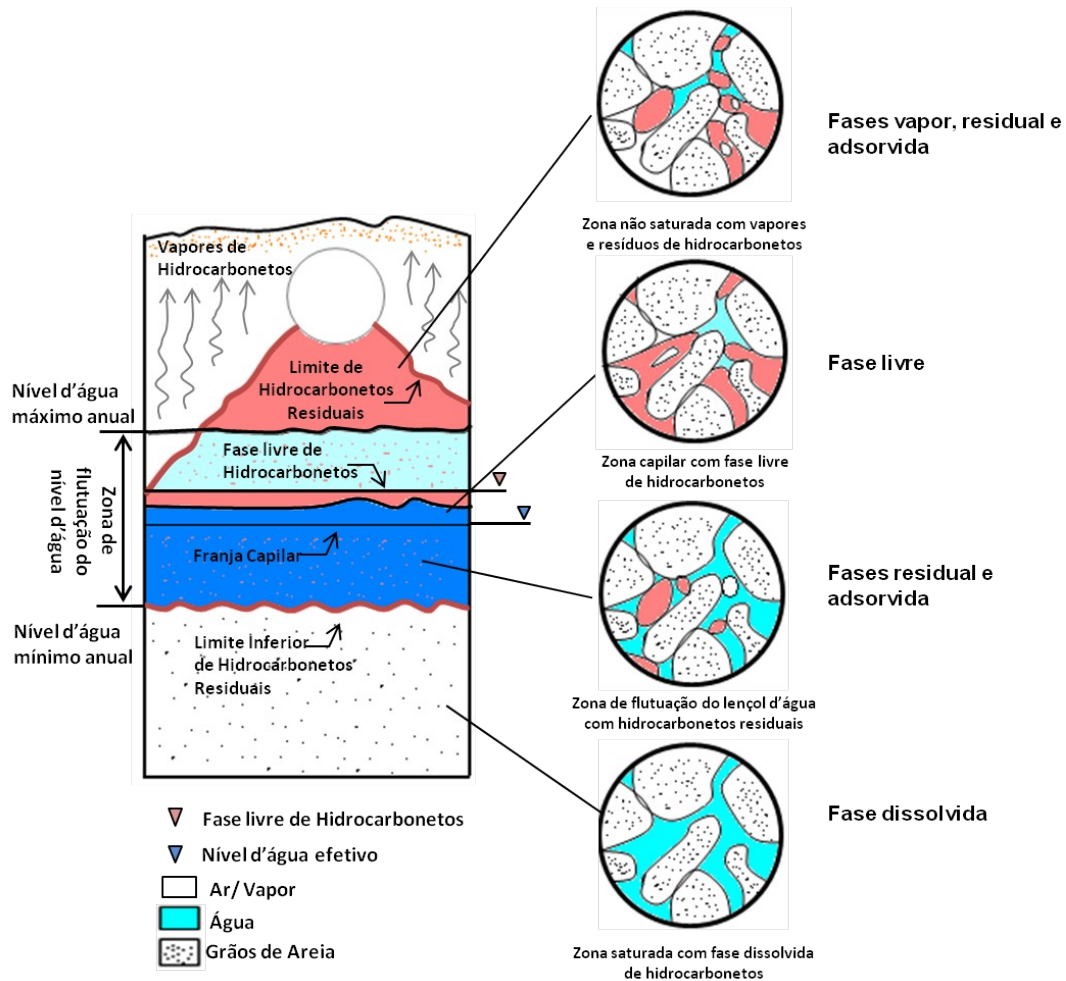 Fases vapor, residual e
adsorvida
Zona não saturada com vapores
e resíduos de hidrocarbonetos
Vapores de
Hidrocarbonetos
Fase livre
Limite de
Hidrocarbonetos
Residuais
Nível d'água
máximo anual
Fase livre de
Hidrocarbonetos
Zona capilar com fase livre
de hidrocarbonetos
Zona de
flutuação do
nível d'água
Franja Capilar
Fases residual e
adsorvida
Nível d'água
mínimo anual
Limite Inferior
de Hidrocarbonetos
Residuais
Zona de flutuação do lençol d'água
com hidrocarbonetos residuais
Fase dissolvida
Fase livre de Hidrocarbonetos
Nível d'água efetivo
Ar/ Vapor
Água
Grãos de Areia
Zona saturada com fase dissolvida
de hidrocarbonetos